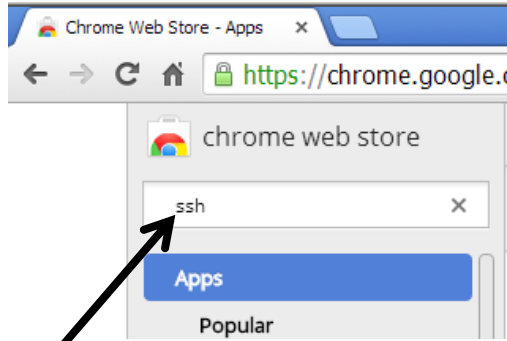 Chrome Web Store - Apps
https://chrome.google.
chrome web store
ssh
Apps
Popular